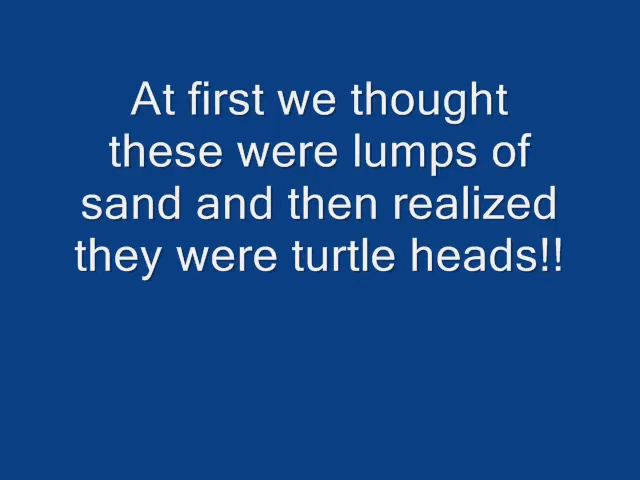 At first we thought
these were lumps of
sand and then realized
they were turtle heads!!